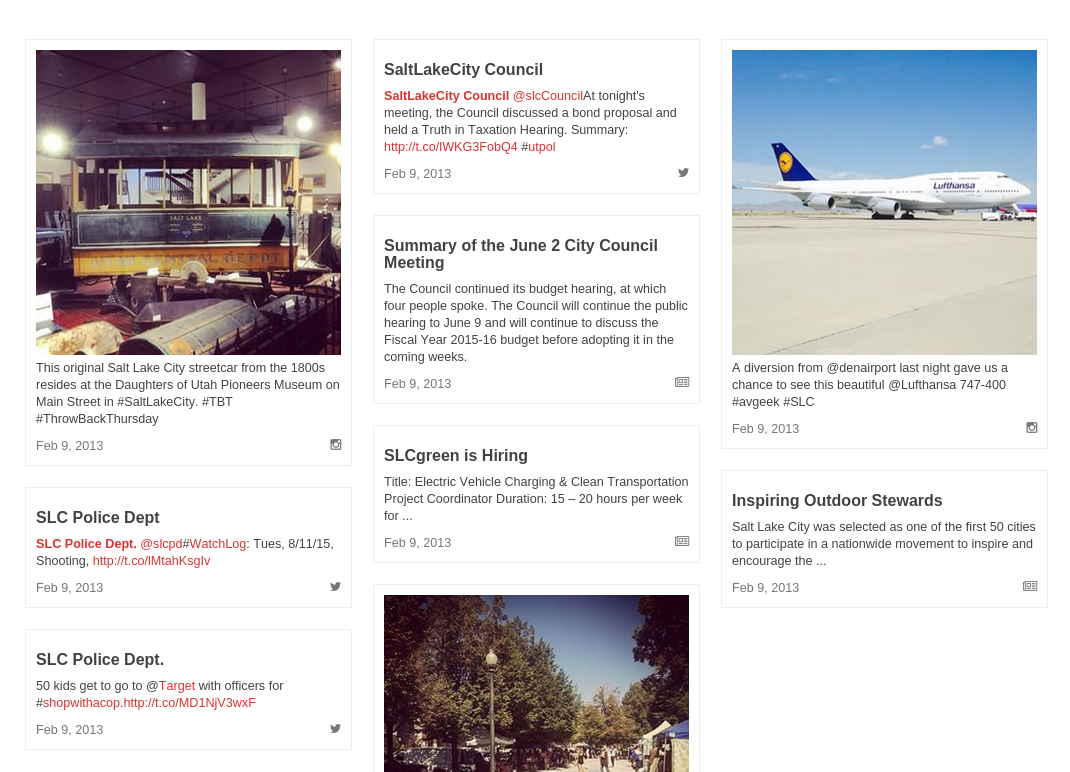 SALT LAKE
UTAH CENTRAL DEPOT
This original Salt Lake City streetcar from the 1800s
resides at the Daughters of Utah Pioneers Museum on
Main Street in #SaltLakeCity. #TBT
#ThrowBackThursday
Feb 9, 2013
SLC Police Dept
SLC Police Dept. @slcpd#WatchLog: Tues, 8/11/15,
Shooting, http://t.co/lMtahKsgIv
Feb 9, 2013
SLC Police Dept.
50 kids get to go to @Target with officers for
#shopwithacop.http://t.co/MD1NjV3wxF
Feb 9, 2013
SaltLakeCity Council
SaltLakeCity Council @slcCouncilAt tonight's
meeting, the Council discussed a bond proposal and
held a Truth in Taxation Hearing. Summary:
http://t.co/lWKG3FobQ4 #utpol
Feb 9, 2013
Summary of the June 2 City Council
Meeting
The Council continued its budget hearing, at which
four people spoke. The Council will continue the public
hearing to June 9 and will continue to discuss the
Fiscal Year 2015-16 budget before adopting it in the
coming weeks.
Feb 9, 2013
SLCgreen is Hiring
Title: Electric Vehicle Charging & Clean Transportation
Project Coordinator Duration: 15 – 20 hours per week
for ...
Feb 9, 2013
Lufthansa
A diversion from @denairport last night gave us a
chance to see this beautiful @Lufthansa 747-400
#avgeek #SLC
Feb 9, 2013
Inspiring Outdoor Stewards
Salt Lake City was selected as one of the first 50 cities
to participate in a nationwide movement to inspire and
encourage the ...
Feb 9, 2013